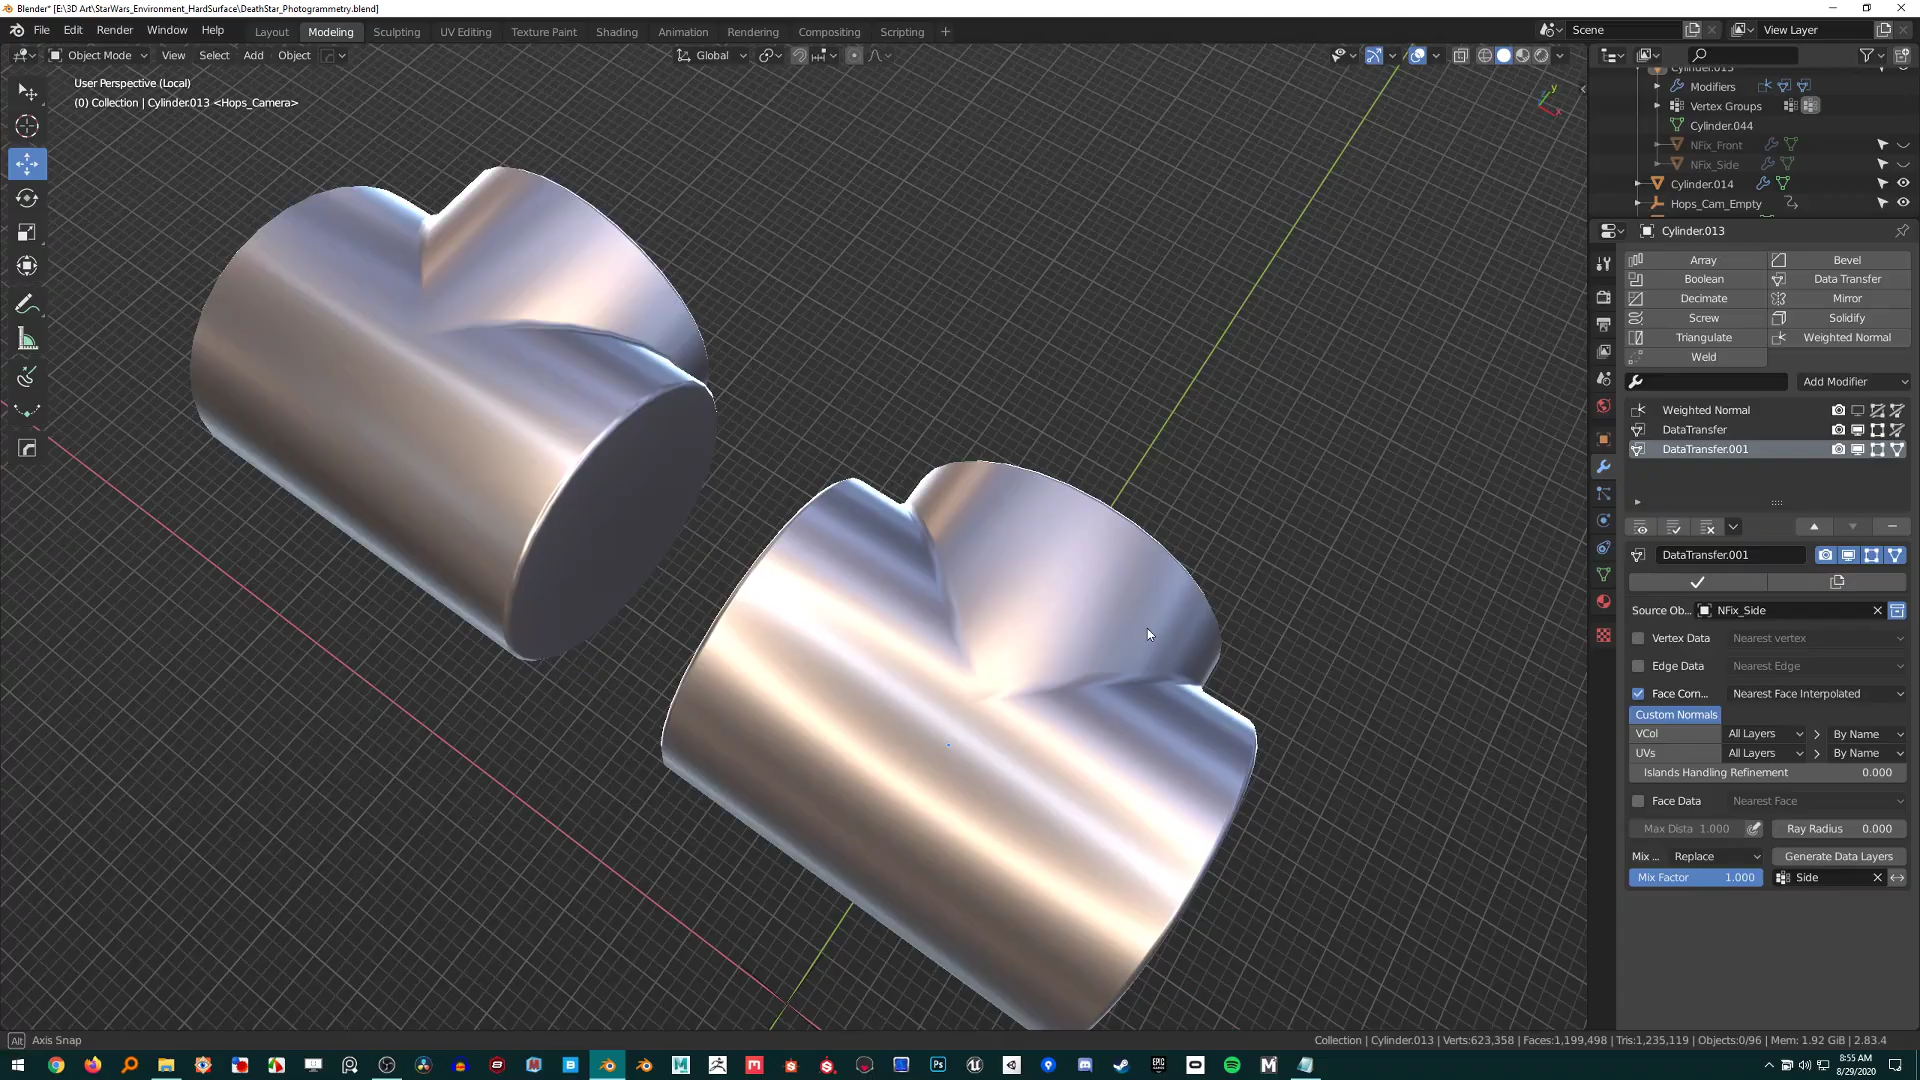 Blender* [E:\3D Art\StarWars_Environment_HardSurface\DeathStar_Photogrammetry.blend]
File Edit Render Window Help Layout Modeling Sculpting UV Editing Texture Paint Shading Animation Rendering Compositing Scripting + Scene View Layer
Object Mode View Select Add Object Global
User Perspective (Local)
(0) Collection | Cylinder.013 <Hops_Camera>
Cylinder.013
Modifiers
Vertex Groups
Cylinder.044
NFix_Front
NFix_Side
Cylinder.014
Hops_Cam_Empty
Cylinder.013
Array Bevel
Boolean Data Transfer
Decimate Mirror
Screw Solidify
Triangulate Weighted Normal
Weld
Add Modifier
Weighted Normal
DataTransfer
DataTransfer.001
DataTransfer.001
Source Ob... NFix_Side
Vertex Data Nearest vertex
Edge Data Nearest Edge
Face Corn... Nearest Face Interpolated
Custom Normals
VCol All Layers By Name
UVs All Layers By Name
Islands Handling Refinement 0.000
Face Data Nearest Face
Max Dista 1.000 Ray Radius 0.000
Mix ... Replace Generate Data Layers
Mix Factor 1.000 Side
y
x
Alt Axis Snap
Collection | Cylinder.013 | Verts:623,358 | Faces:1,199,498 | Tris:1,235,119 | Objects:0/96 | Mem: 1.92 GiB | 2.83.4
8:55 AM
8/29/2020